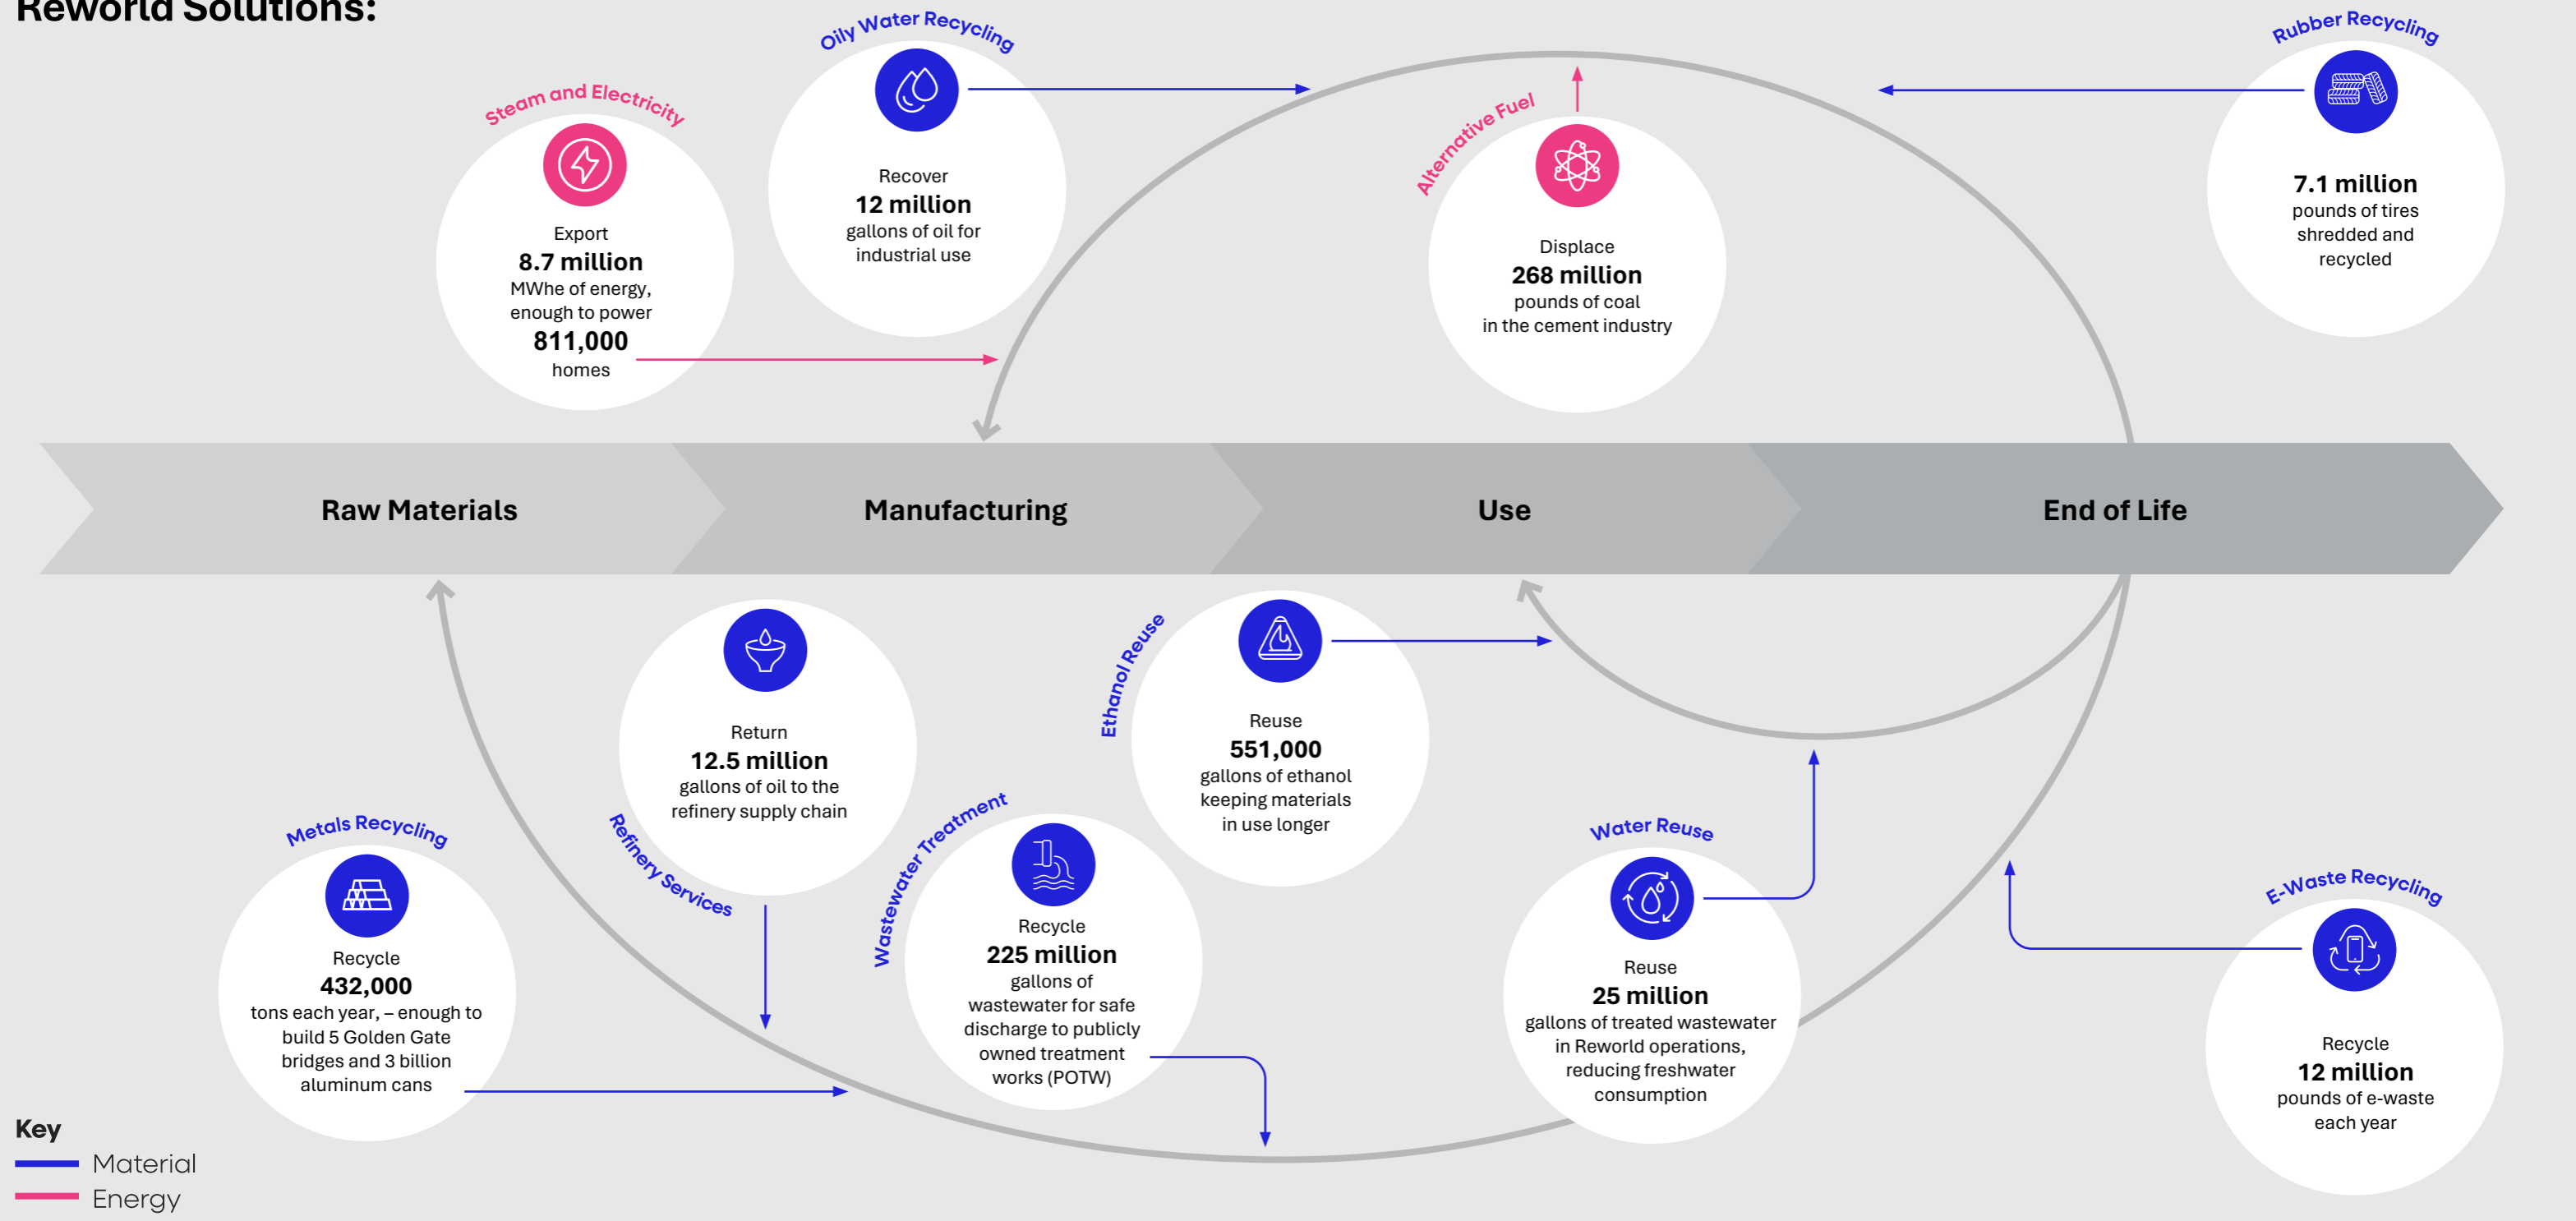 Reworld Solutions:
Oily Water Recycling
Recover
12 million
gallons of oil for
industrial use
Rubber Recycling
7.1 million
pounds of tires
shredded and
recycled
Steam and Electricity
Export
8.7 million
MWhe of energy,
enough to power
811,000
homes
Alternative Fuel
Displace
268 million
pounds of coal
in the cement industry
Raw Materials
Manufacturing
Use
End of Life
Refinery Services
Return
12.5 million
gallons of oil to the
refinery supply chain
Ethanol Reuse
Reuse
551,000
gallons of ethanol
keeping materials
in use longer
Metals Recycling
Recycle
432,000
tons each year, – enough to
build 5 Golden Gate
bridges and 3 billion
aluminum cans
Wastewater Treatment
Recycle
225 million
gallons of
wastewater for safe
discharge to publicly
owned treatment
works (POTW)
Water Reuse
Reuse
25 million
gallons of treated wastewater
in Reworld operations,
reducing freshwater
consumption
E-Waste Recycling
Recycle
12 million
pounds of e-waste
each year
Key
Material
Energy